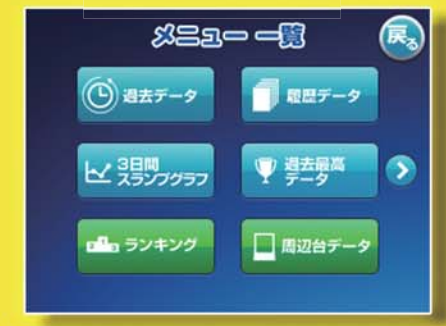 メニュー 一覧
戻る
過去データ
履歴データ
3日間
スランプグラフ
過去最高
データ
ランキング
周辺台データ